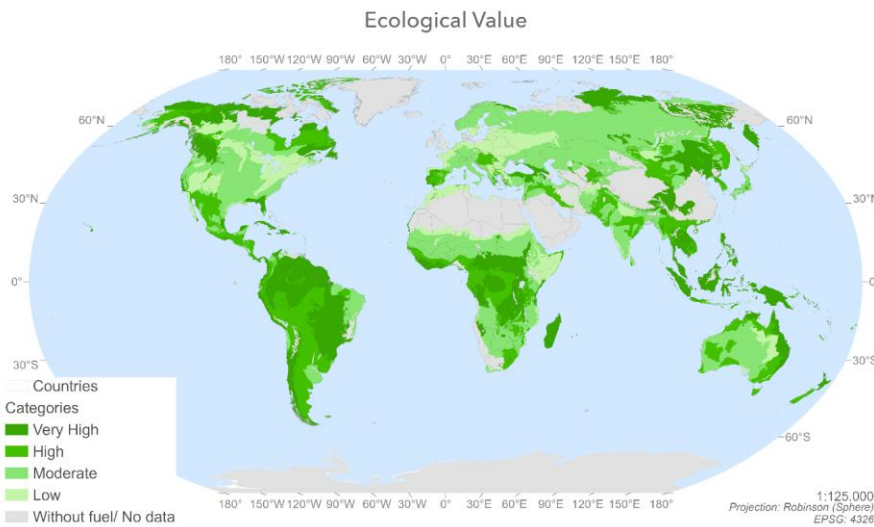 Ecological Value
180° 150°W 120°W 90°W 60°W 30°W 0° 30°E 60°E 90°E 120°E 150°E 180°
60°N 60°N
30°N 30°N
0° 0°
30°S 30°S
60°S
180° 150°W 120°W 90°W 60°W 30°W 0° 30°E 60°E 90°E 120°E 150°E 180°
Countries
Categories
Very High
High
Moderate
Low
Without fuel/ No data
1:125.000
Projection: Robinson (Sphere)
EPSG: 4326